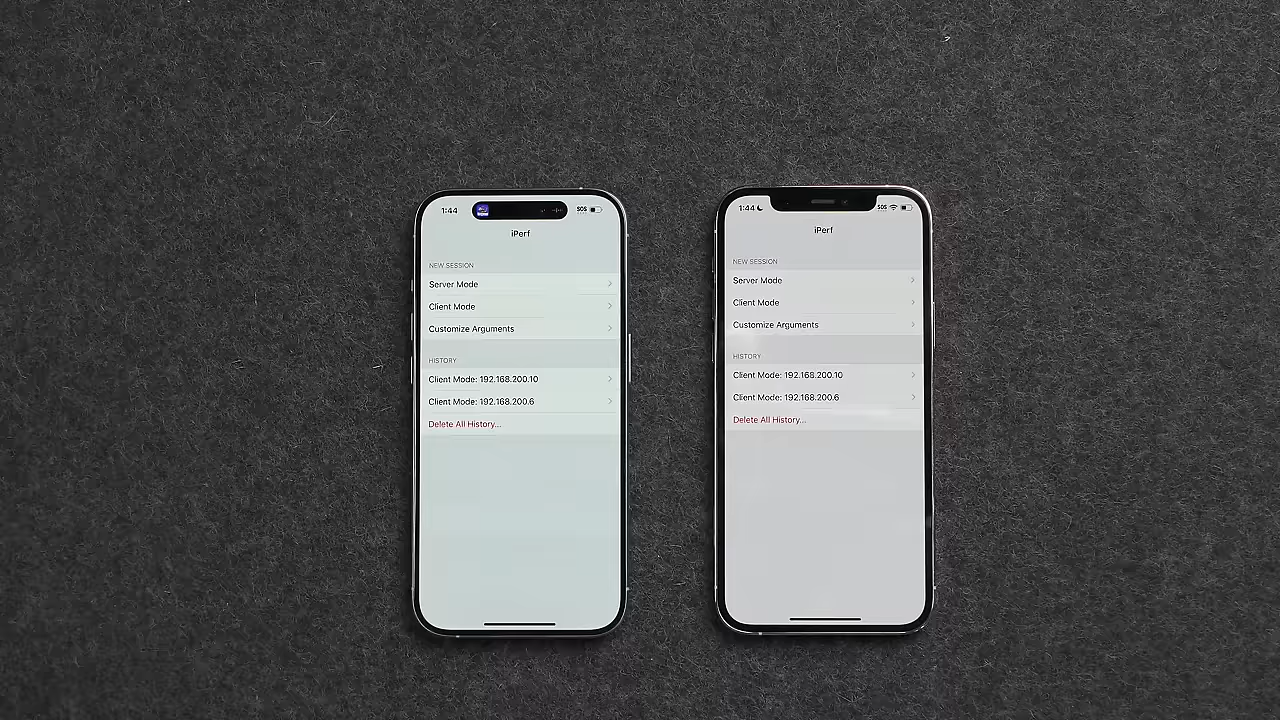 1:44
SOS
iPerf
NEW SESSION
Server Mode
Client Mode
Customize Arguments
HISTORY
Client Mode: 192.168.200.10
Client Mode: 192.168.200.6
Delete All History...
1:44
SOS
iPerf
NEW SESSION
Server Mode
Client Mode
Customize Arguments
HISTORY
Client Mode: 192.168.200.10
Client Mode: 192.168.200.6
Delete All History...